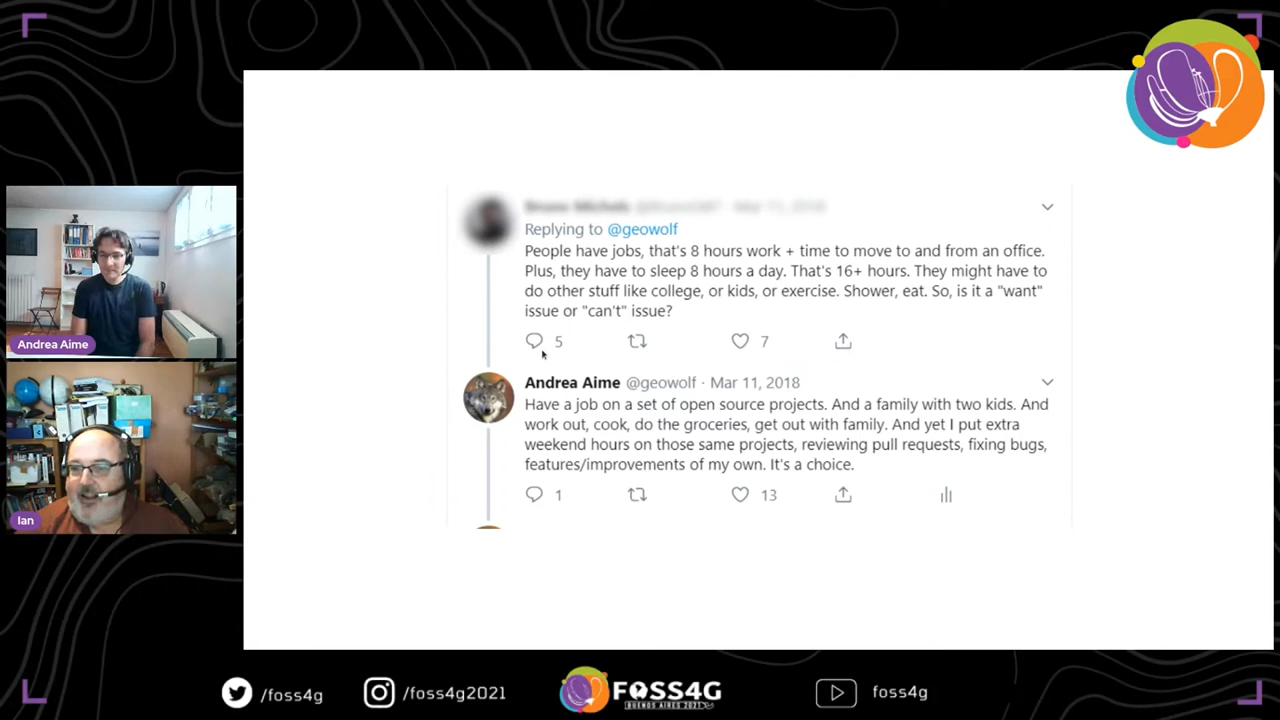 Replying to @geowolf
People have jobs, that's 8 hours work + time to move to and from an office.
Plus, they have to sleep 8 hours a day. That's 16+ hours. They might have to
do other stuff like college, or kids, or exercise. Shower, eat. So, is it a "want"
issue or "can't" issue?
5
7
Andrea Aime @geowolf · Mar 11, 2018
Have a job on a set of open source projects. And a family with two kids. And
work out, cook, do the groceries, get out with family. And yet I put extra
weekend hours on those same projects, reviewing pull requests, fixing bugs,
features/improvements of my own. It's a choice.
1
13
Andrea Aime
Ian
/foss4g
/foss4g2021
FOSS4G
BUENOS AIRES 2021
foss4g